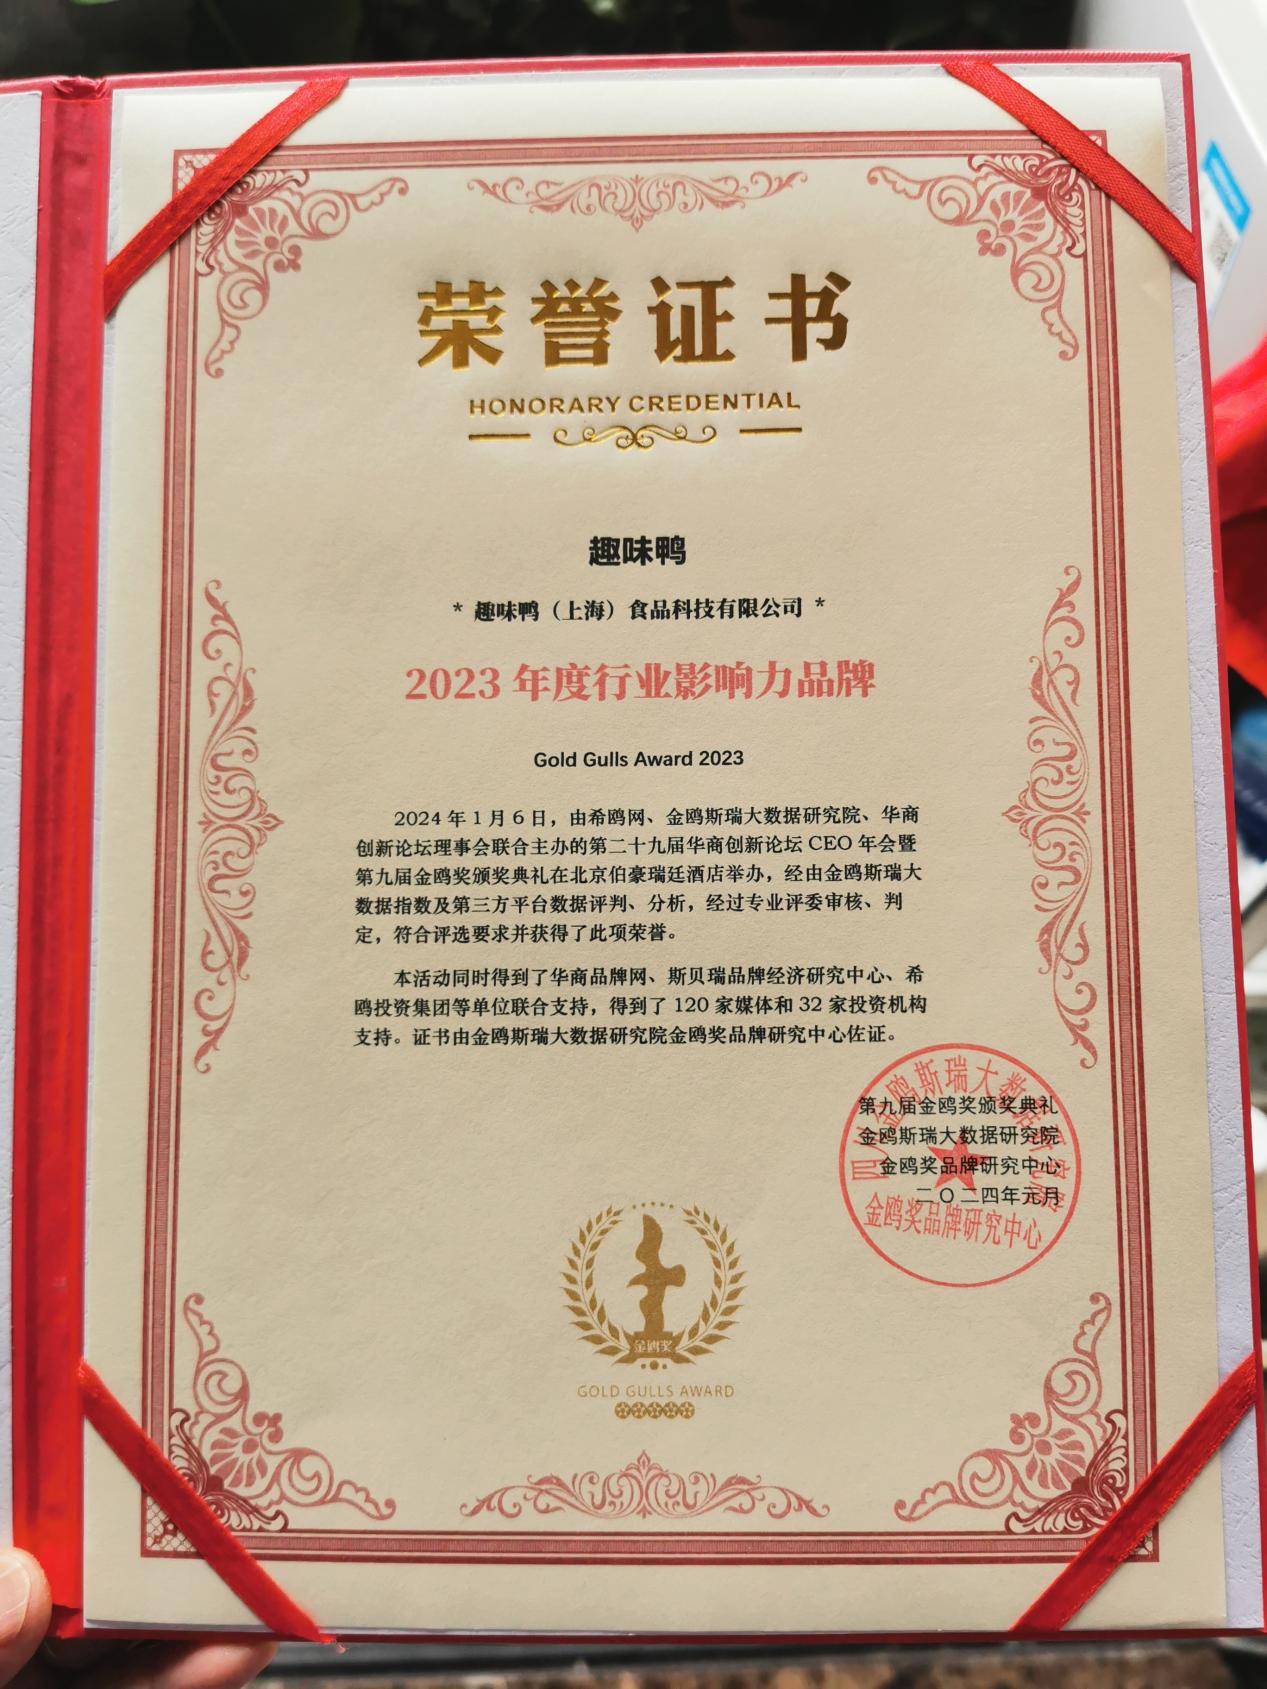 荣誉证书
HONORARY CREDENTIAL
趣味鸭
* 趣味鸭（上海）食品科技有限公司 *
2023 年度行业影响力品牌
Gold Gulls Award 2023
2024 年 1 月 6 日，由希鸥网、金鸥斯瑞大数据研究院、华商
创新论坛理事会联合主办的第二十九届华商创新论坛 CEO 年会暨
第九届金鸥奖颁奖典礼在北京伯豪瑞廷酒店举办，经由金鸥斯瑞大
数据指数及第三方平台数据评判、分析，经过专业评委审核、判
定，符合评选要求并获得了此项荣誉。
本活动同时得到了华商品牌网、斯贝瑞品牌经济研究中心、希
鸥投资集团等单位联合支持，得到了 120 家媒体和 32 家投资机构
支持。证书由金鸥斯瑞大数据研究院金鸥奖品牌研究中心佐证。
四川金鸥斯瑞大数据研究院
第九届金鸥奖颁奖典礼
金鸥斯瑞大数据研究院
金鸥奖品牌研究中心
二〇二四年元月
金鸥奖品牌研究中心
金鸥奖
GOLD GULLS AWARD